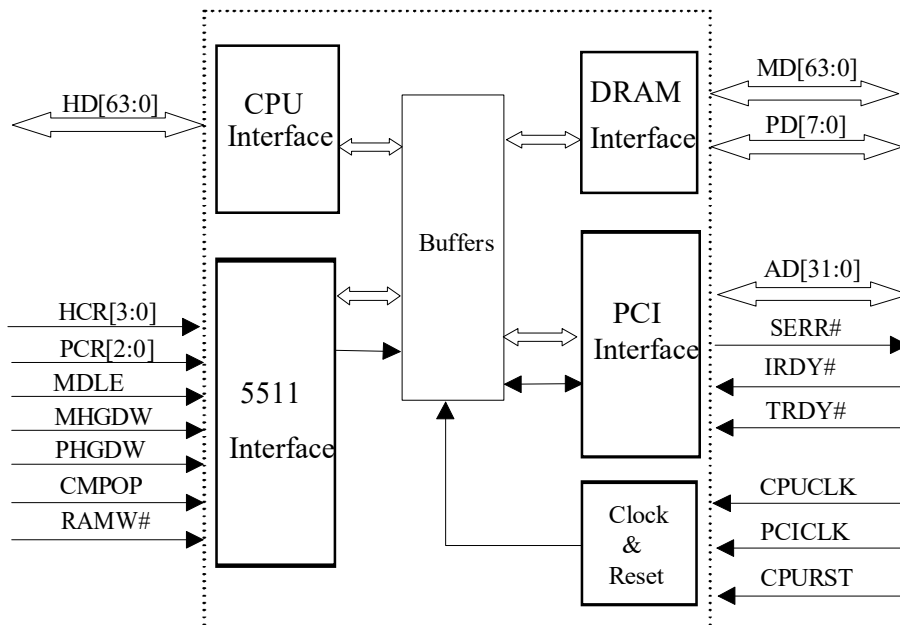 HD[63:0]
CPU
Interface
DRAM
Interface
MD[63:0]
PD[7:0]
Buffers
HCR[3:0]
PCR[2:0]
MDLE
MHGDW
PHGDW
CMPOP
RAMW#
5511
Interface
PCI
Interface
AD[31:0]
SERR#
IRDY#
TRDY#
Clock
&
Reset
CPUCLK
PCICLK
CPURST